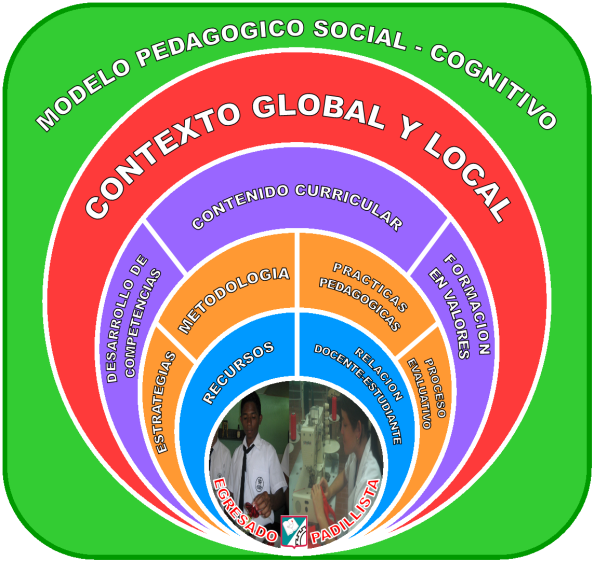 MODELO PEDAGOGICO SOCIAL - COGNITIVO
CONTEXTO GLOBAL Y LOCAL
CONTENIDO CURRICULAR
DESARROLLO DE
COMPETENCIAS
FORMACION
EN VALORES
METODOLOGIA
PRACTICAS
PEDAGOGICAS
ESTRATEGIAS
PROCESO
EVALUATIVO
RECURSOS
RELACION
DOCENTE-ESTUDIANTE
EGRESADO PADILLISTA